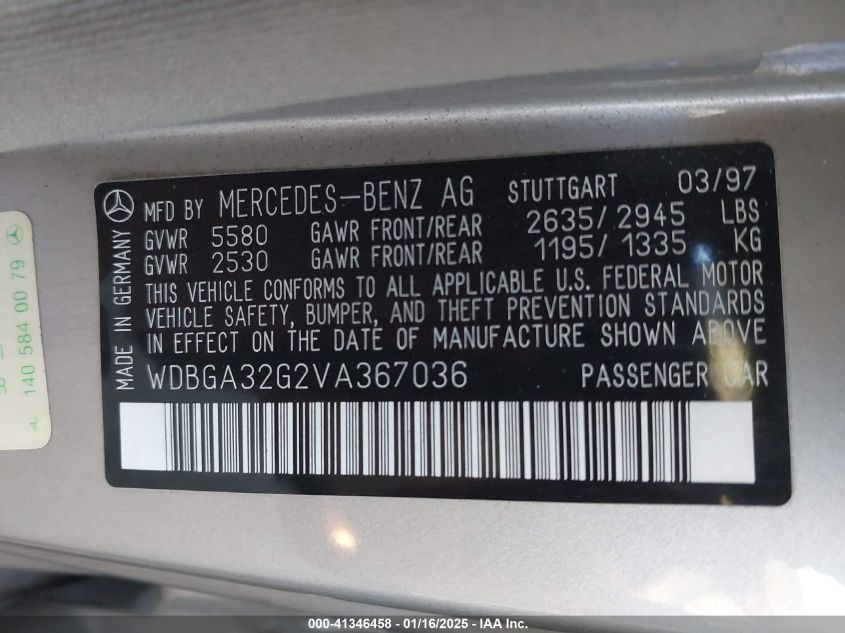 MFD BY MERCEDES-BENZ AG STUTTGART 03/97
GVWR 5580 GAWR FRONT/REAR 2635/2945 LBS
GVWR 2530 GAWR FRONT/REAR 1195/1335 KG
THIS VEHICLE CONFORMS TO ALL APPLICABLE U.S. FEDERAL MOTOR
VEHICLE SAFETY, BUMPER, AND THEFT PREVENTION STANDARDS
IN EFFECT ON THE DATE OF MANUFACTURE SHOWN ABOVE
WDBGA32G2VA367036 PASSENGER CAR
MADE IN GERMANY
140 584 00 79
000-41346458 - 01/16/2025 - IAA Inc.